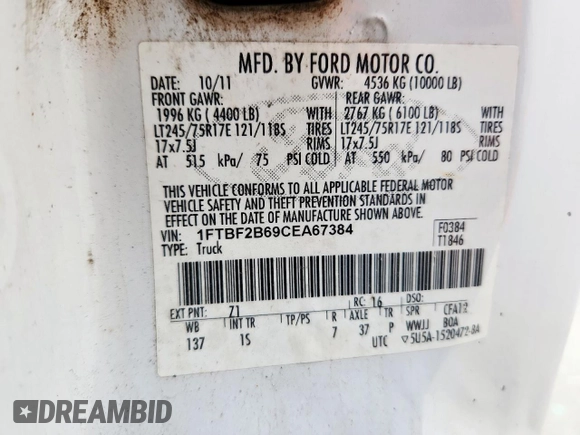 MFD. BY FORD MOTOR CO.
DATE: 10/11 GVWR: 4536 KG (10000 LB)
FRONT GAWR: REAR GAWR:
1996 KG ( 4400 LB) WITH 2767 KG ( 6100 LB) WITH
LT245/75R17E 121/118S TIRES LT245/75R17E 121/118S TIRES
17x7.5J RIMS 17x7.5J RIMS
AT 515 kPa/ 75 PSI COLD AT 550 kPa/ 80 PSI COLD
THIS VEHICLE CONFORMS TO ALL APPLICABLE FEDERAL MOTOR
VEHICLE SAFETY AND THEFT PREVENTION STANDARDS IN
EFFECT ON THE DATE OF MANUFACTURE SHOWN ABOVE.
VIN: 1FTBF2B69CEA67384 F0384
TYPE: Truck T1846
EXT PNT: Z1 RC: 16 DSO:
WB INT TR TP/PS R AXLE TR SPR CFA12
137 1S 7 37 P WWJJ BOA
UTC ▽5U5A-1520472-BA
DREAMBID